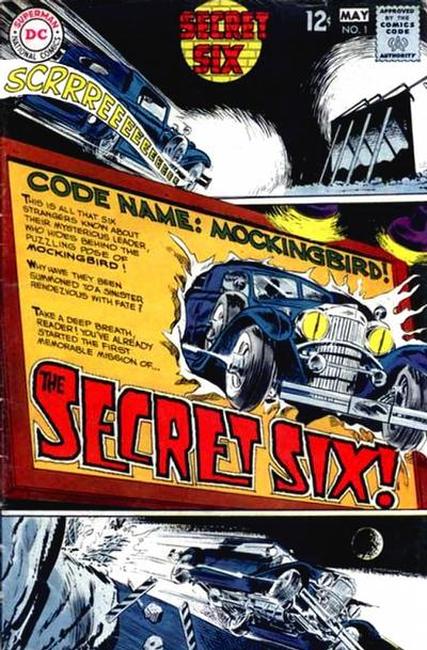 SUPERMAN
DC
NATIONAL COMICS
SECRET
SIX
12¢
MAY
NO. 1
APPROVED
BY THE
COMICS
CODE
AUTHORITY
SCRRREEEEEEEEEEE
CODE NAME: MOCKINGBIRD!
THIS IS ALL THAT SIX
STRANGERS KNOW ABOUT
THEIR MYSTERIOUS LEADER
WHO HIDES BEHIND THE
PUZZLING POSE OF
MOCKINGBIRD!
WHY HAVE THEY BEEN
SUMMONED TO A SINISTER
RENDEZVOUS WITH FATE?
TAKE A DEEP BREATH,
READER! YOU'VE ALREADY
STARTED THE FIRST
MEMORABLE MISSION OF...
THE
SECRET SIX!